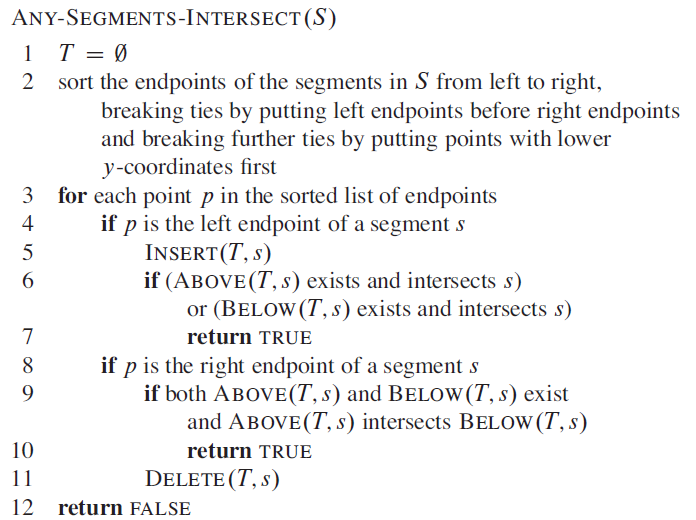 ANY-SEGMENTS-INTERSECT(S)
1 T = ∅
2 sort the endpoints of the segments in S from left to right,
breaking ties by putting left endpoints before right endpoints
and breaking further ties by putting points with lower
y-coordinates first
3 for each point p in the sorted list of endpoints
4 if p is the left endpoint of a segment s
5 INSERT(T, s)
6 if (ABOVE(T, s) exists and intersects s)
or (BELOW(T, s) exists and intersects s)
7 return TRUE
8 if p is the right endpoint of a segment s
9 if both ABOVE(T, s) and BELOW(T, s) exist
and ABOVE(T, s) intersects BELOW(T, s)
10 return TRUE
11 DELETE(T, s)
12 return FALSE